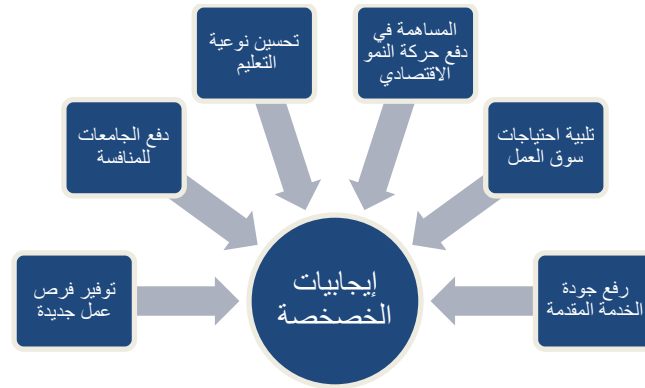 المساهمة في
دفع حركة النمو
الاقتصادي
تحسين نوعية
التعليم
تلبية احتياجات
سوق العمل
دفع الجامعات
للمنافسة
رفع جودة
الخدمة المقدمة
إيجابيات
الخصخصة
توفير فرص
عمل جديدة